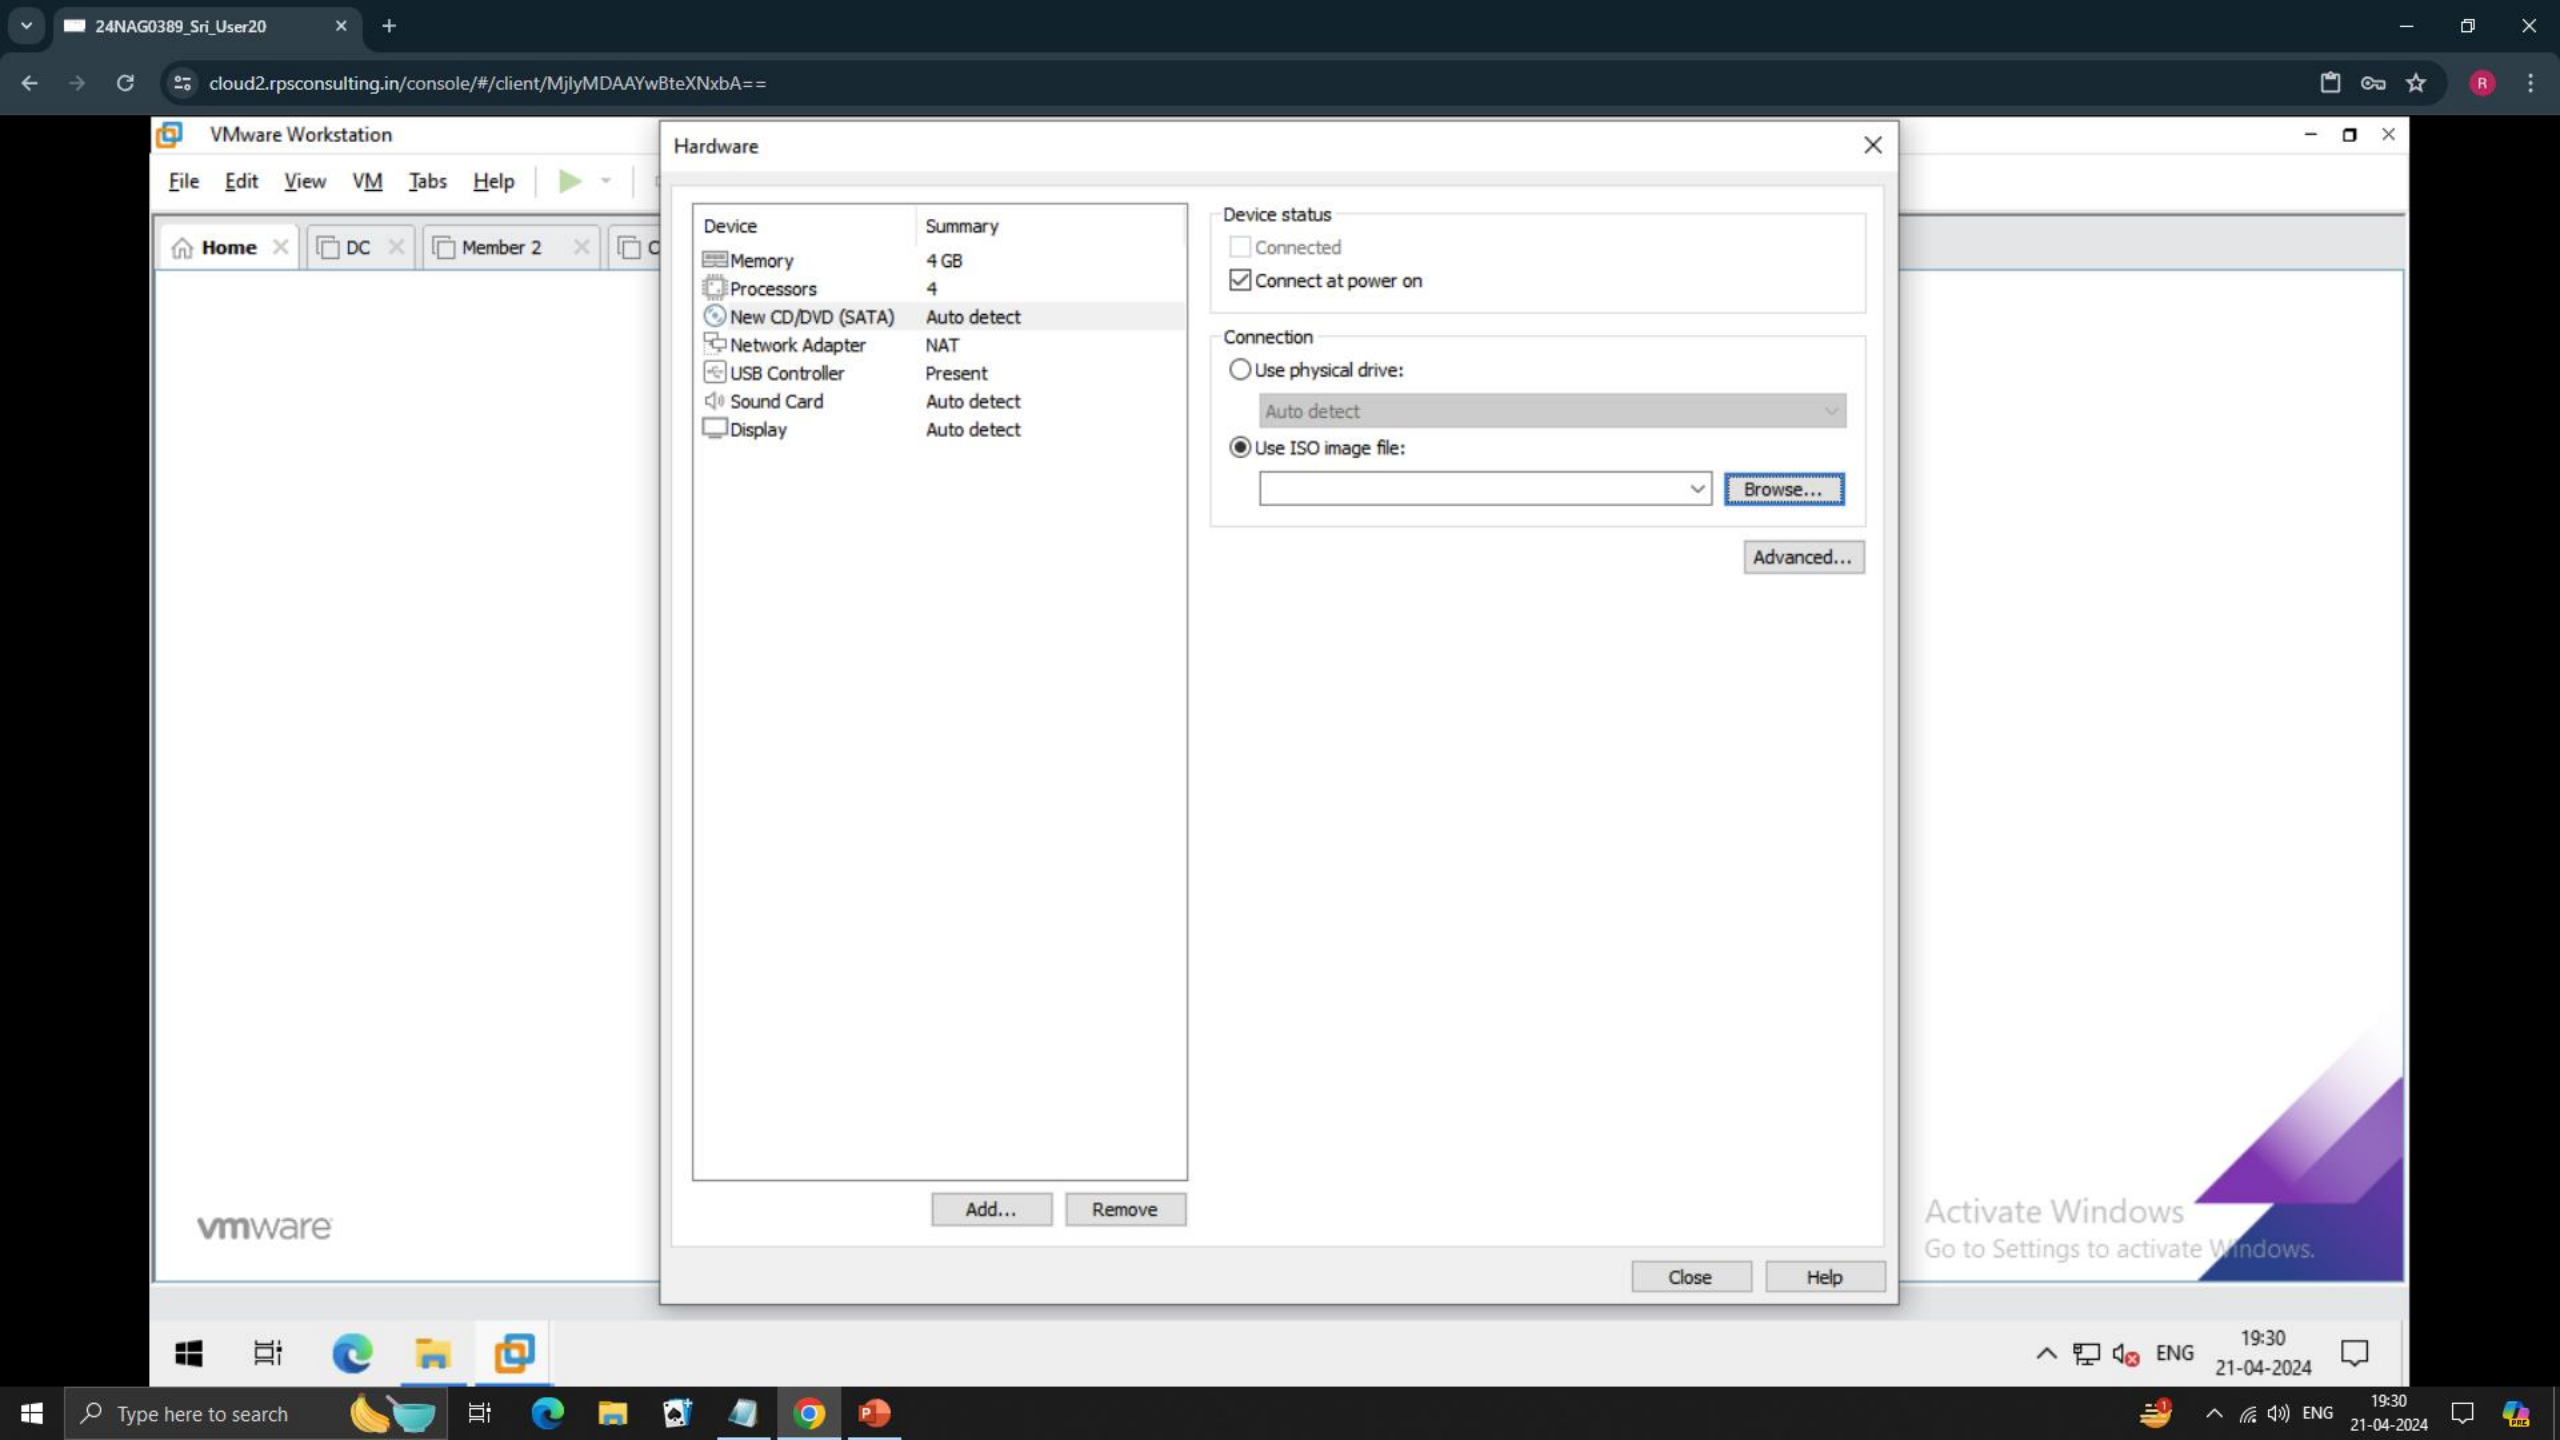 24NAG0389_Sri_User20
cloud2.rpsconsulting.in/console/#/client/MjIyMDAAYwBteXNxbA==
R
VMware Workstation
File Edit View VM Tabs Help
Home DC Member 2
Hardware
Device Summary
Memory 4 GB
Processors 4
New CD/DVD (SATA) Auto detect
Network Adapter NAT
USB Controller Present
Sound Card Auto detect
Display Auto detect
Device status
Connected
Connect at power on
Connection
Use physical drive:
Auto detect
Use ISO image file:
Browse...
Advanced...
Add... Remove
Close Help
vmware
Activate Windows
Go to Settings to activate Windows.
ENG
19:30
21-04-2024
Type here to search
P
1
ENG
19:30
21-04-2024
PRE